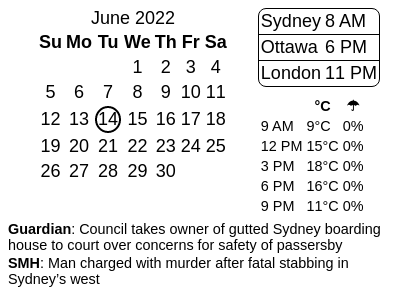 June 2022
Su Mo Tu We Th Fr Sa
1 2 3 4
5 6 7 8 9 10 11
12 13 14 15 16 17 18
19 20 21 22 23 24 25
26 27 28 29 30
Sydney 8 AM
Ottawa 6 PM
London 11 PM
°C ☂
9 AM 9°C 0%
12 PM 15°C 0%
3 PM 18°C 0%
6 PM 16°C 0%
9 PM 11°C 0%
Guardian: Council takes owner of gutted Sydney boarding
house to court over concerns for safety of passersby
SMH: Man charged with murder after fatal stabbing in
Sydney’s west